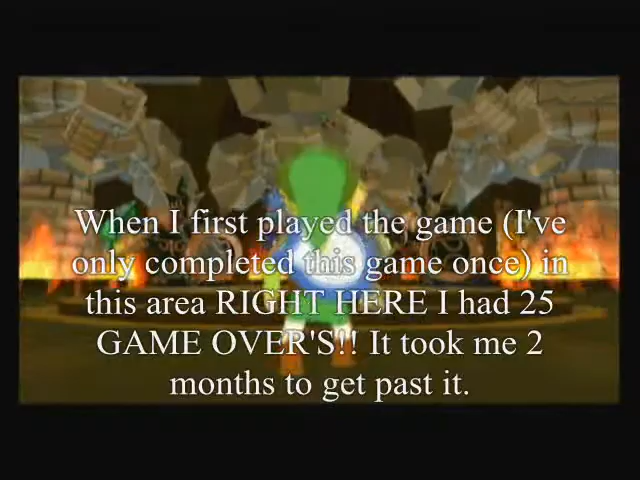 When I first played the game (I've
only completed this game once) in
this area RIGHT HERE I had 25
GAME OVER'S!! It took me 2
months to get past it.